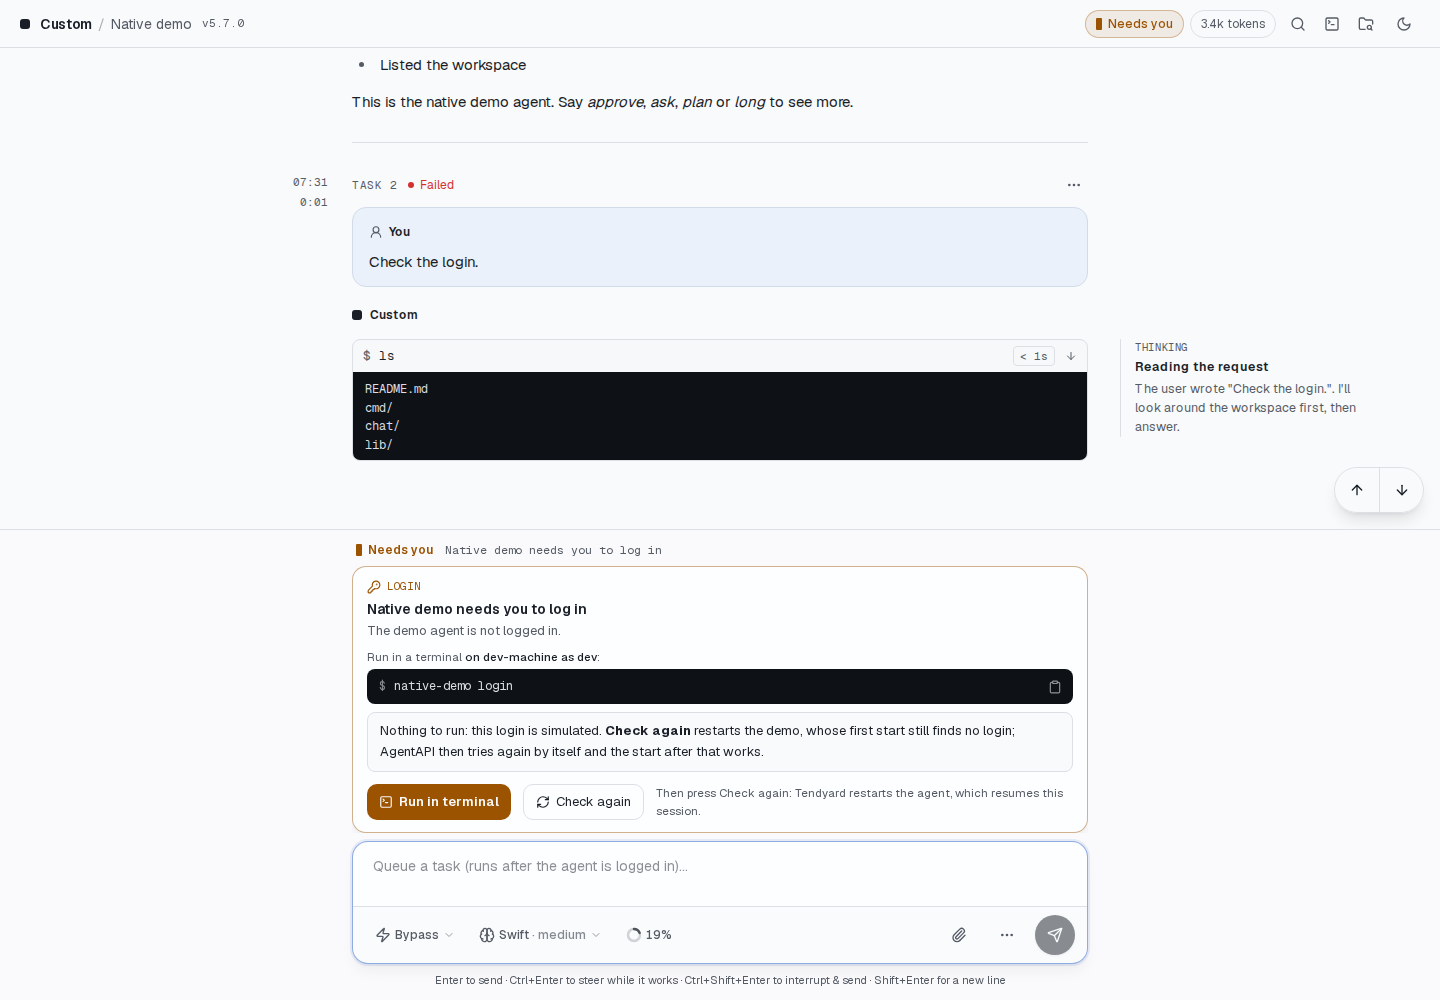 Custom / Native demo v5.7.0
Needs you
3.4k tokens
Listed the workspace
This is the native demo agent. Say approve, ask, plan or long to see more.
07:31
0:01
TASK 2 Failed
You
Check the login.
Custom
$ ls
< 1s
README.md
cmd/
chat/
lib/
THINKING
Reading the request
The user wrote "Check the login.". I'll
look around the workspace first, then
answer.
Needs you Native demo needs you to log in
LOGIN
Native demo needs you to log in
The demo agent is not logged in.
Run in a terminal on dev-machine as dev:
$ native-demo login
Nothing to run: this login is simulated. Check again restarts the demo, whose first start still finds no login;
AgentAPI then tries again by itself and the start after that works.
Run in terminal
Check again
Then press Check again: Tendyard restarts the agent, which resumes this
session.
Queue a task (runs after the agent is logged in)...
Bypass
Swift · medium
19%
Enter to send · Ctrl+Enter to steer while it works · Ctrl+Shift+Enter to interrupt & send · Shift+Enter for a new line